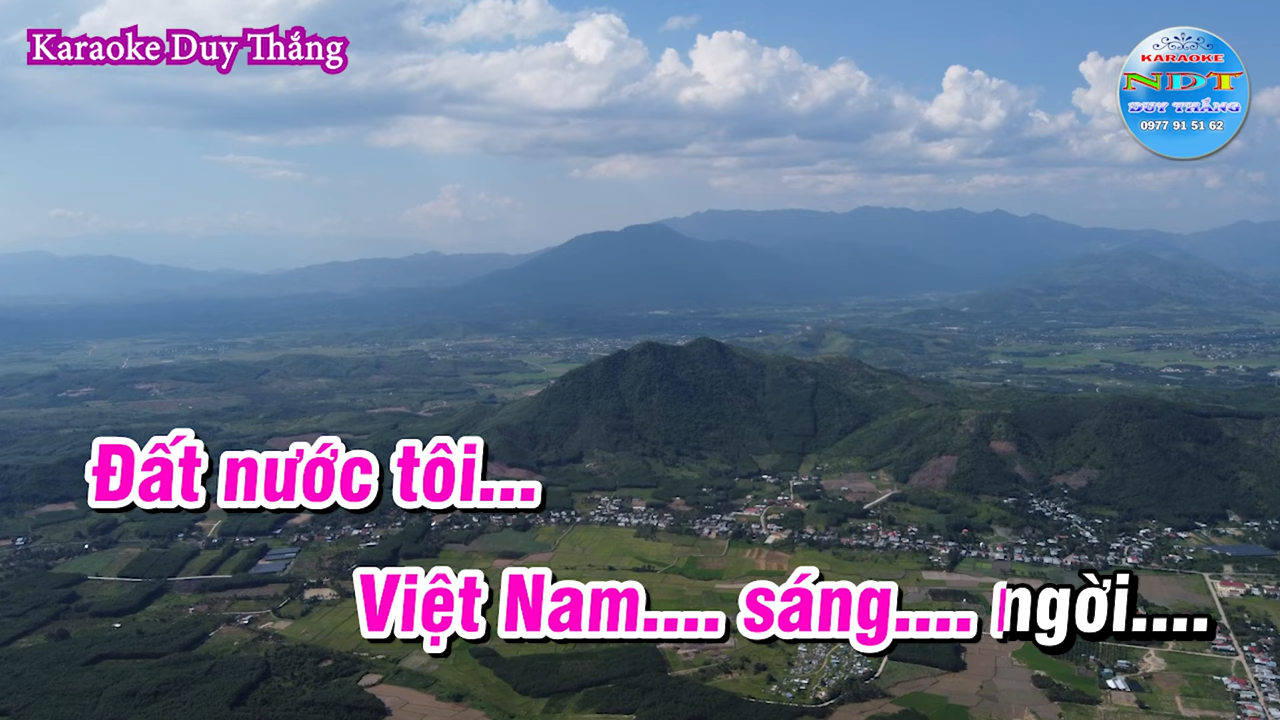 Karaoke Duy Thắng
KARAOKE
NDT
DUY THẮNG
0977 91 51 62
Đất nước tôi...
Việt Nam.... sáng.... ngời....